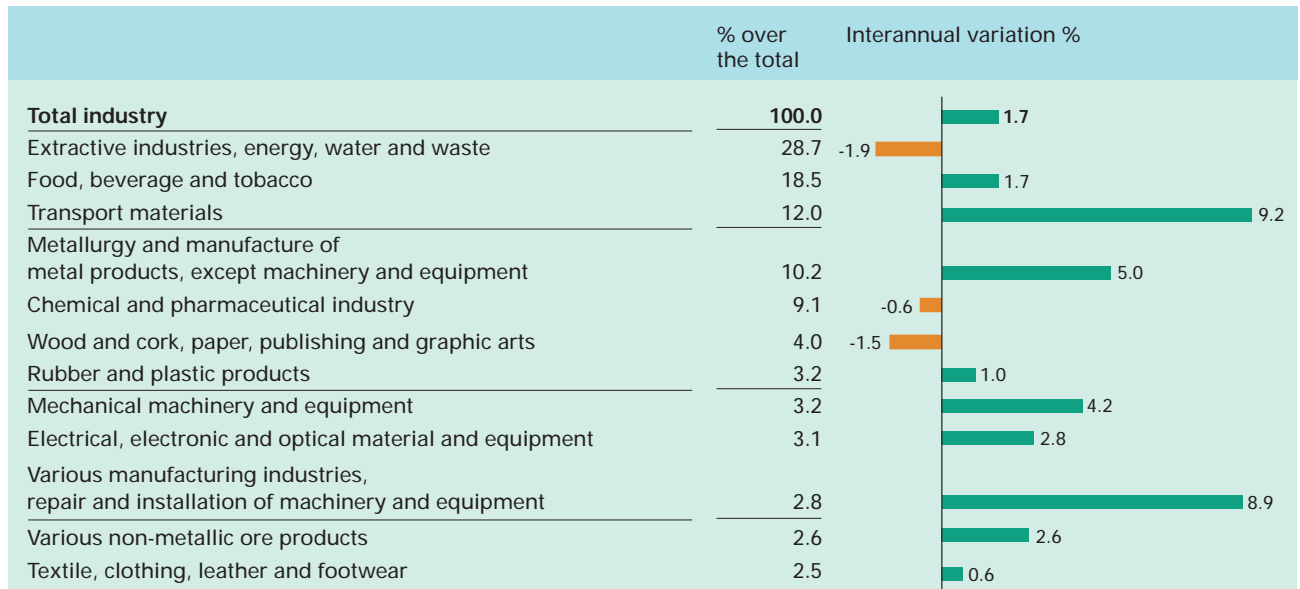 % over Interannual variation %
the total
Total industry 100.0 1.7
Extractive industries, energy, water and waste 28.7 -1.9
Food, beverage and tobacco 18.5 1.7
Transport materials 12.0 9.2
Metallurgy and manufacture of
metal products, except machinery and equipment 10.2 5.0
Chemical and pharmaceutical industry 9.1 -0.6
Wood and cork, paper, publishing and graphic arts 4.0 -1.5
Rubber and plastic products 3.2 1.0
Mechanical machinery and equipment 3.2 4.2
Electrical, electronic and optical material and equipment 3.1 2.8
Various manufacturing industries,
repair and installation of machinery and equipment 2.8 8.9
Various non-metallic ore products 2.6 2.6
Textile, clothing, leather and footwear 2.5 0.6